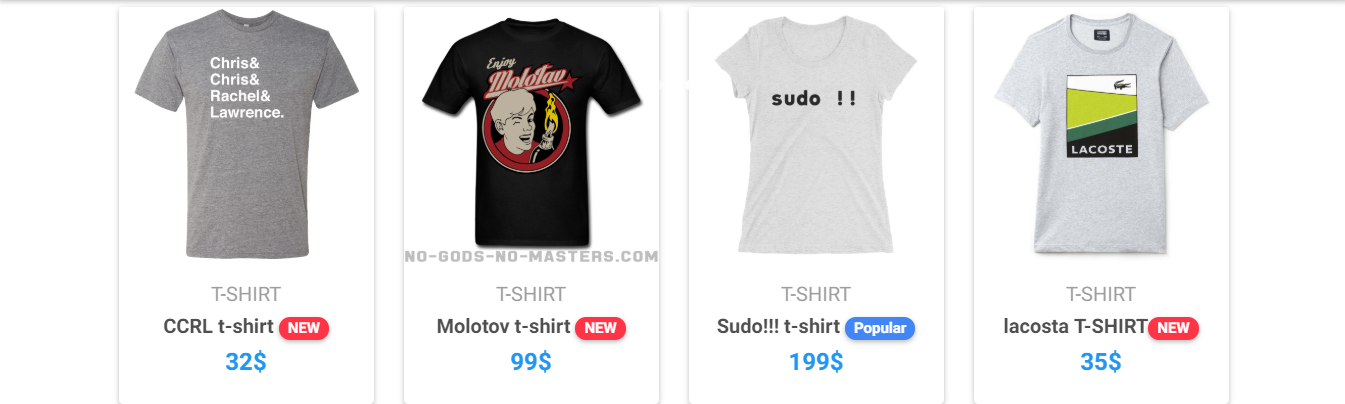 Chris&
Chris&
Rachel&
Lawrence.
T-SHIRT
CCRL t-shirt NEW
32$
Enjoy
Molotov
NO-GODS-NO-MASTERS.COM
T-SHIRT
Molotov t-shirt NEW
99$
sudo !!
T-SHIRT
Sudo!!! t-shirt Popular
199$
LACOSTE
T-SHIRT
lacosta T-SHIRT NEW
35$